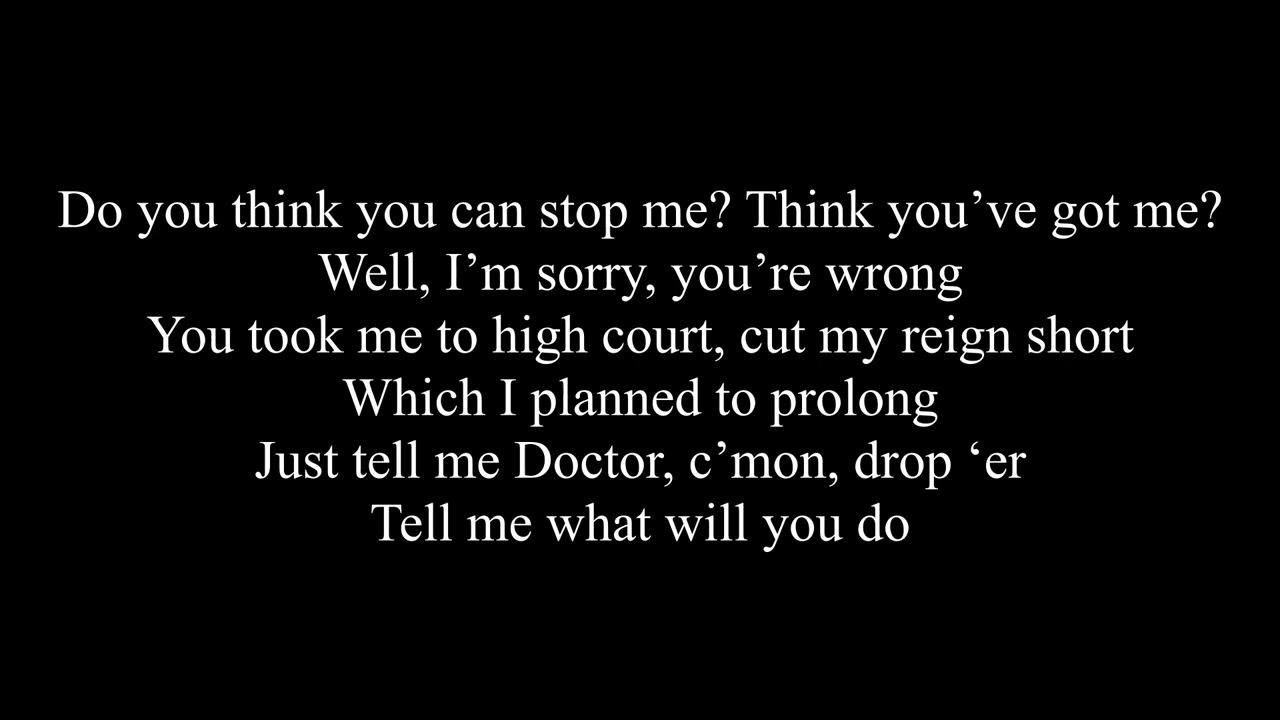 Do you think you can stop me? Think you’ve got me?
Well, I’m sorry, you’re wrong
You took me to high court, cut my reign short
Which I planned to prolong
Just tell me Doctor, c’mon, drop ‘er
Tell me what will you do